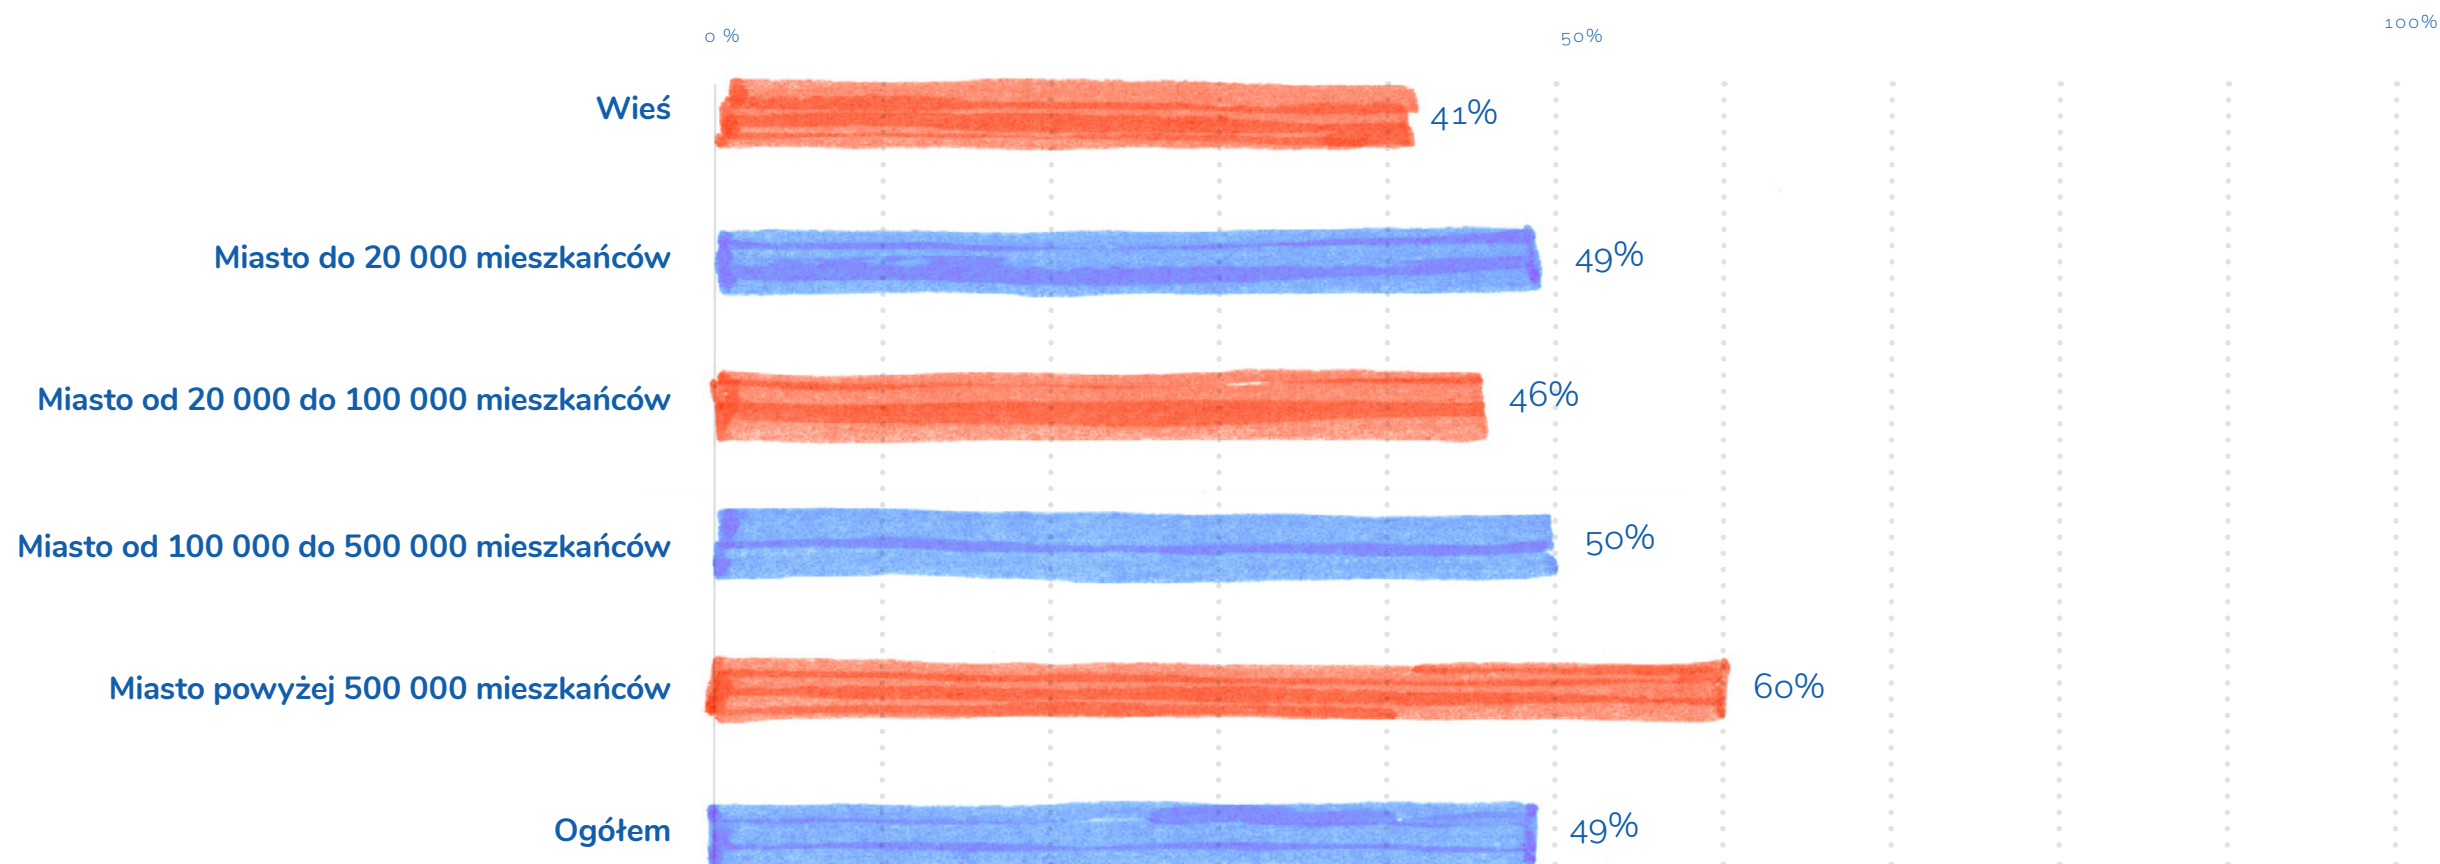 0 %
50%
100%
Wieś
41%
Miasto do 20 000 mieszkańców
49%
Miasto od 20 000 do 100 000 mieszkańców
46%
Miasto od 100 000 do 500 000 mieszkańców
50%
Miasto powyżej 500 000 mieszkańców
60%
Ogółem
49%